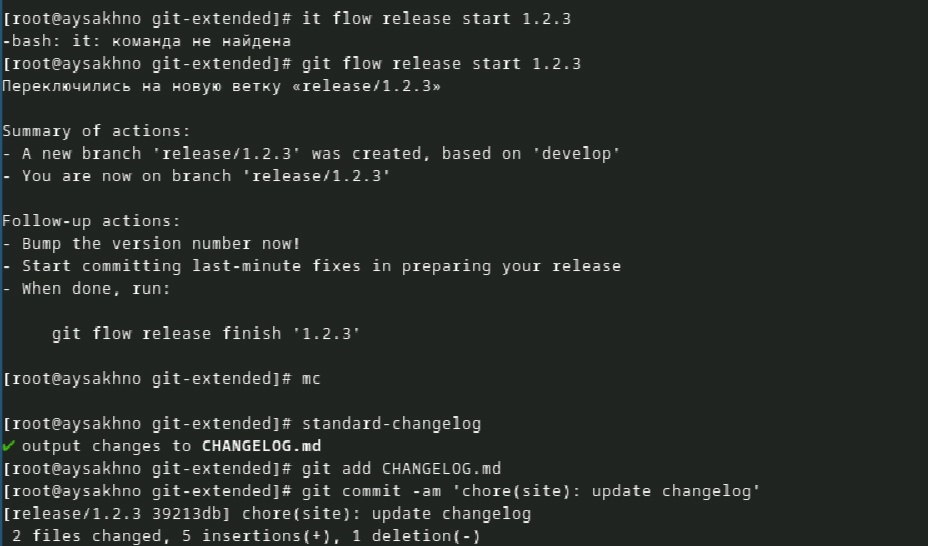 [root@aysakhno git-extended]# it flow release start 1.2.3
-bash: it: команда не найдена
[root@aysakhno git-extended]# git flow release start 1.2.3
Переключились на новую ветку «release/1.2.3»
Summary of actions:
- A new branch 'release/1.2.3' was created, based on 'develop'
- You are now on branch 'release/1.2.3'
Follow-up actions:
- Bump the version number now!
- Start committing last-minute fixes in preparing your release
- When done, run:
git flow release finish '1.2.3'
[root@aysakhno git-extended]# mc
[root@aysakhno git-extended]# standard-changelog
✔ output changes to CHANGELOG.md
[root@aysakhno git-extended]# git add CHANGELOG.md
[root@aysakhno git-extended]# git commit -am 'chore(site): update changelog'
[release/1.2.3 39213db] chore(site): update changelog
2 files changed, 5 insertions(+), 1 deletion(-)